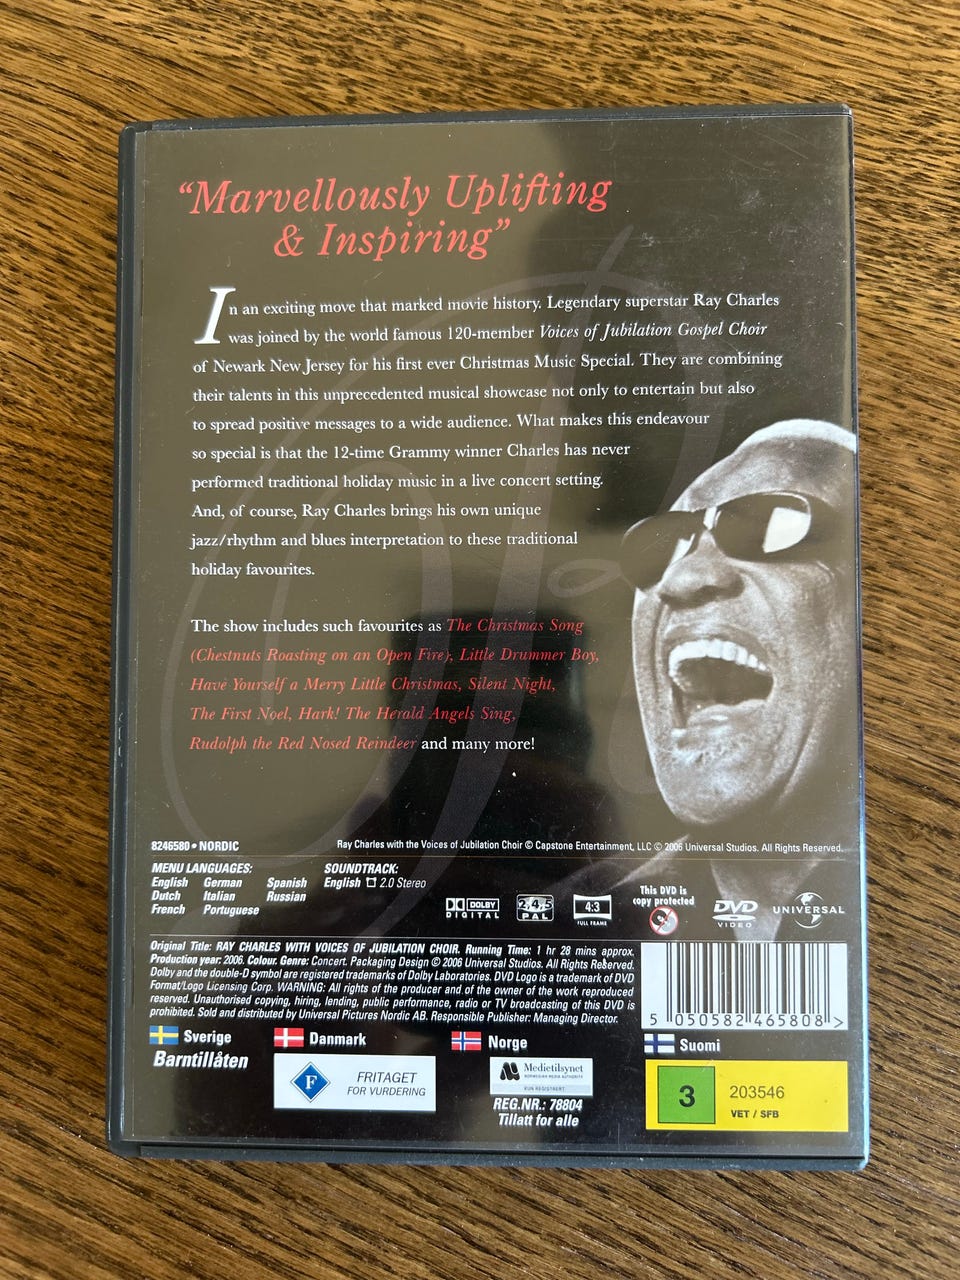 “Marvellously Uplifting
& Inspiring”
In an exciting move that marked movie history. Legendary superstar Ray Charles
was joined by the world famous 120-member Voices of Jubilation Gospel Choir
of Newark New Jersey for his first ever Christmas Music Special. They are combining
their talents in this unprecedented musical showcase not only to entertain but also
to spread positive messages to a wide audience. What makes this endeavour
so special is that the 12-time Grammy winner Charles has never
performed traditional holiday music in a live concert setting.
And, of course, Ray Charles brings his own unique
jazz/rhythm and blues interpretation to these traditional
holiday favourites.
The show includes such favourites as The Christmas Song
(Chestnuts Roasting on an Open Fire), Little Drummer Boy,
Have Yourself a Merry Little Christmas, Silent Night,
The First Noel, Hark! The Herald Angels Sing,
Rudolph the Red Nosed Reindeer and many more!
8246580 • NORDIC
Ray Charles with the Voices of Jubilation Choir © Capstone Entertainment, LLC © 2006 Universal Studios. All Rights Reserved.
MENU LANGUAGES:
English German Spanish
Dutch Italian Russian
French Portuguese
SOUNDTRACK:
English 2.0 Stereo
DOLBY
DIGITAL
2.4.5
PAL
4:3
FULL FRAME
This DVD is
copy protected
DVD
VIDEO
UNIVERSAL
Original Title: RAY CHARLES WITH VOICES OF JUBILATION CHOIR. Running Time: 1 hr 28 mins approx.
Production year: 2006. Colour. Genre: Concert. Packaging Design © 2006 Universal Studios. All Rights Reserved.
Dolby and the double-D symbol are registered trademarks of Dolby Laboratories. DVD Logo is a trademark of DVD
Format/Logo Licensing Corp. WARNING: All rights of the producer and of the owner of the work reproduced
reserved. Unauthorised copying, hiring, lending, public performance, radio or TV broadcasting of this DVD is
prohibited. Sold and distributed by Universal Pictures Nordic AB. Responsible Publisher: Managing Director.
5 050582 465808 >
Sverige
Barntillåten
Danmark
F
FRITAGET
FOR VURDERING
Norge
Medietilsynet
NORWEGIAN MEDIA AUTHORITY
KUN REGISTRERT
REG.NR.: 78804
Tillatt for alle
Suomi
3
203546
VET / SFB